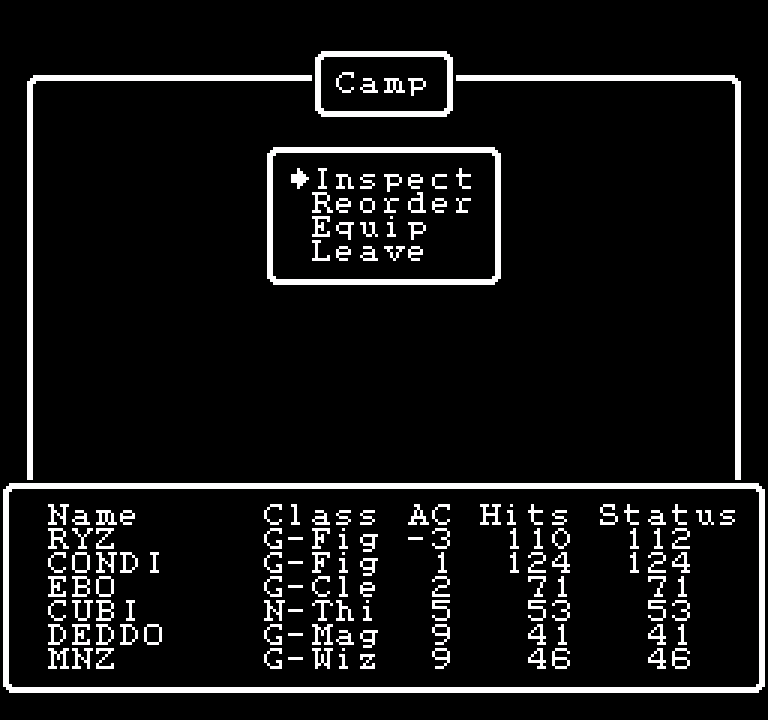 Camp
Inspect
Reorder
Equip
Leave
Name Class AC Hits Status
RYZ G-Fig -3 110 112
CONDI G-Fig 1 124 124
EBO G-Cle 2 71 71
CUBI N-Thi 5 53 53
DEDDO G-Mag 9 41 41
MNZ G-Wiz 9 46 46